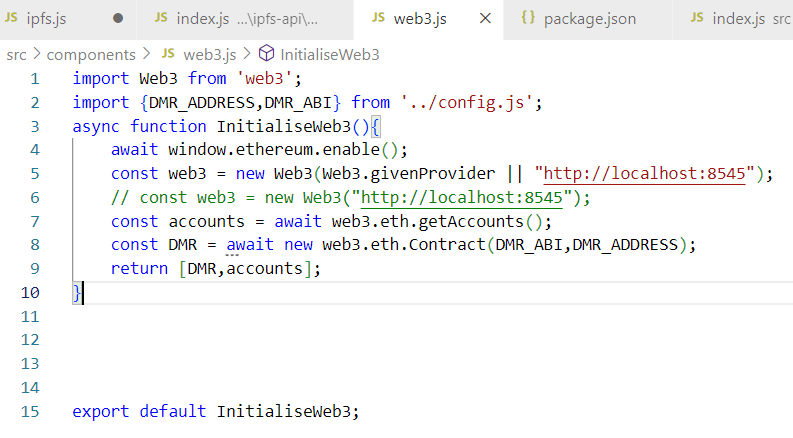 JS ipfs.js ● JS index.js ...\ipfs-api\... JS web3.js × {} package.json JS index.js src
src > components > JS web3.js > InitialiseWeb3
1 import Web3 from 'web3';
2 import {DMR_ADDRESS,DMR_ABI} from '../config.js';
3 async function InitialiseWeb3(){
4 await window.ethereum.enable();
5 const web3 = new Web3(Web3.givenProvider || "http://localhost:8545");
6 // const web3 = new Web3("http://localhost:8545");
7 const accounts = await web3.eth.getAccounts();
8 const DMR = await new web3.eth.Contract(DMR_ABI,DMR_ADDRESS);
9 return [DMR,accounts];
10 }
11
12
13
14
15 export default InitialiseWeb3;